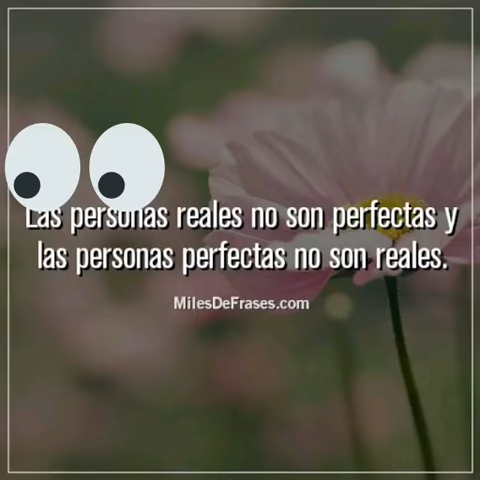 Las personas reales no son perfectas y
las personas perfectas no son reales.
MilesDeFrases.com